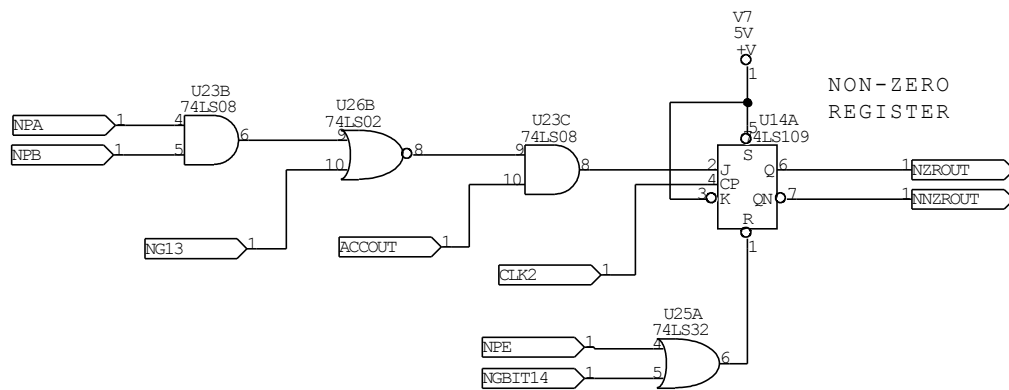 V7
5V
+V
1
NON-ZERO
REGISTER
U23B
74LS08
U26B
74LS02
U23C
74LS08
U14A
74LS109
NPA 1 4
6
NPB 1 5
9
10
8
9
10
8
5
S
2 J Q 6 1 NZROUT
4 CP
3 K QN 7 1 NNZROUT
R
1
NG13 1
ACCOUT 1
CLK2 1
U25A
74LS32
NPE 1 4
6
NGBIT14 1 5